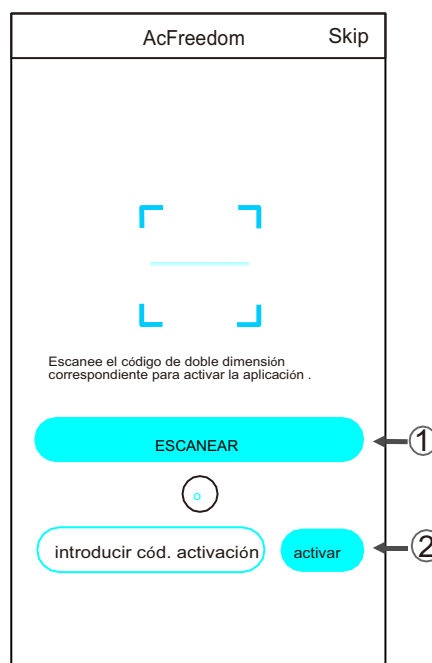 AcFreedom Skip
Escanee el código de doble dimensión
correspondiente para activar la aplicación .
ESCANEAR
1
o
introducir cód. activación
activar
2